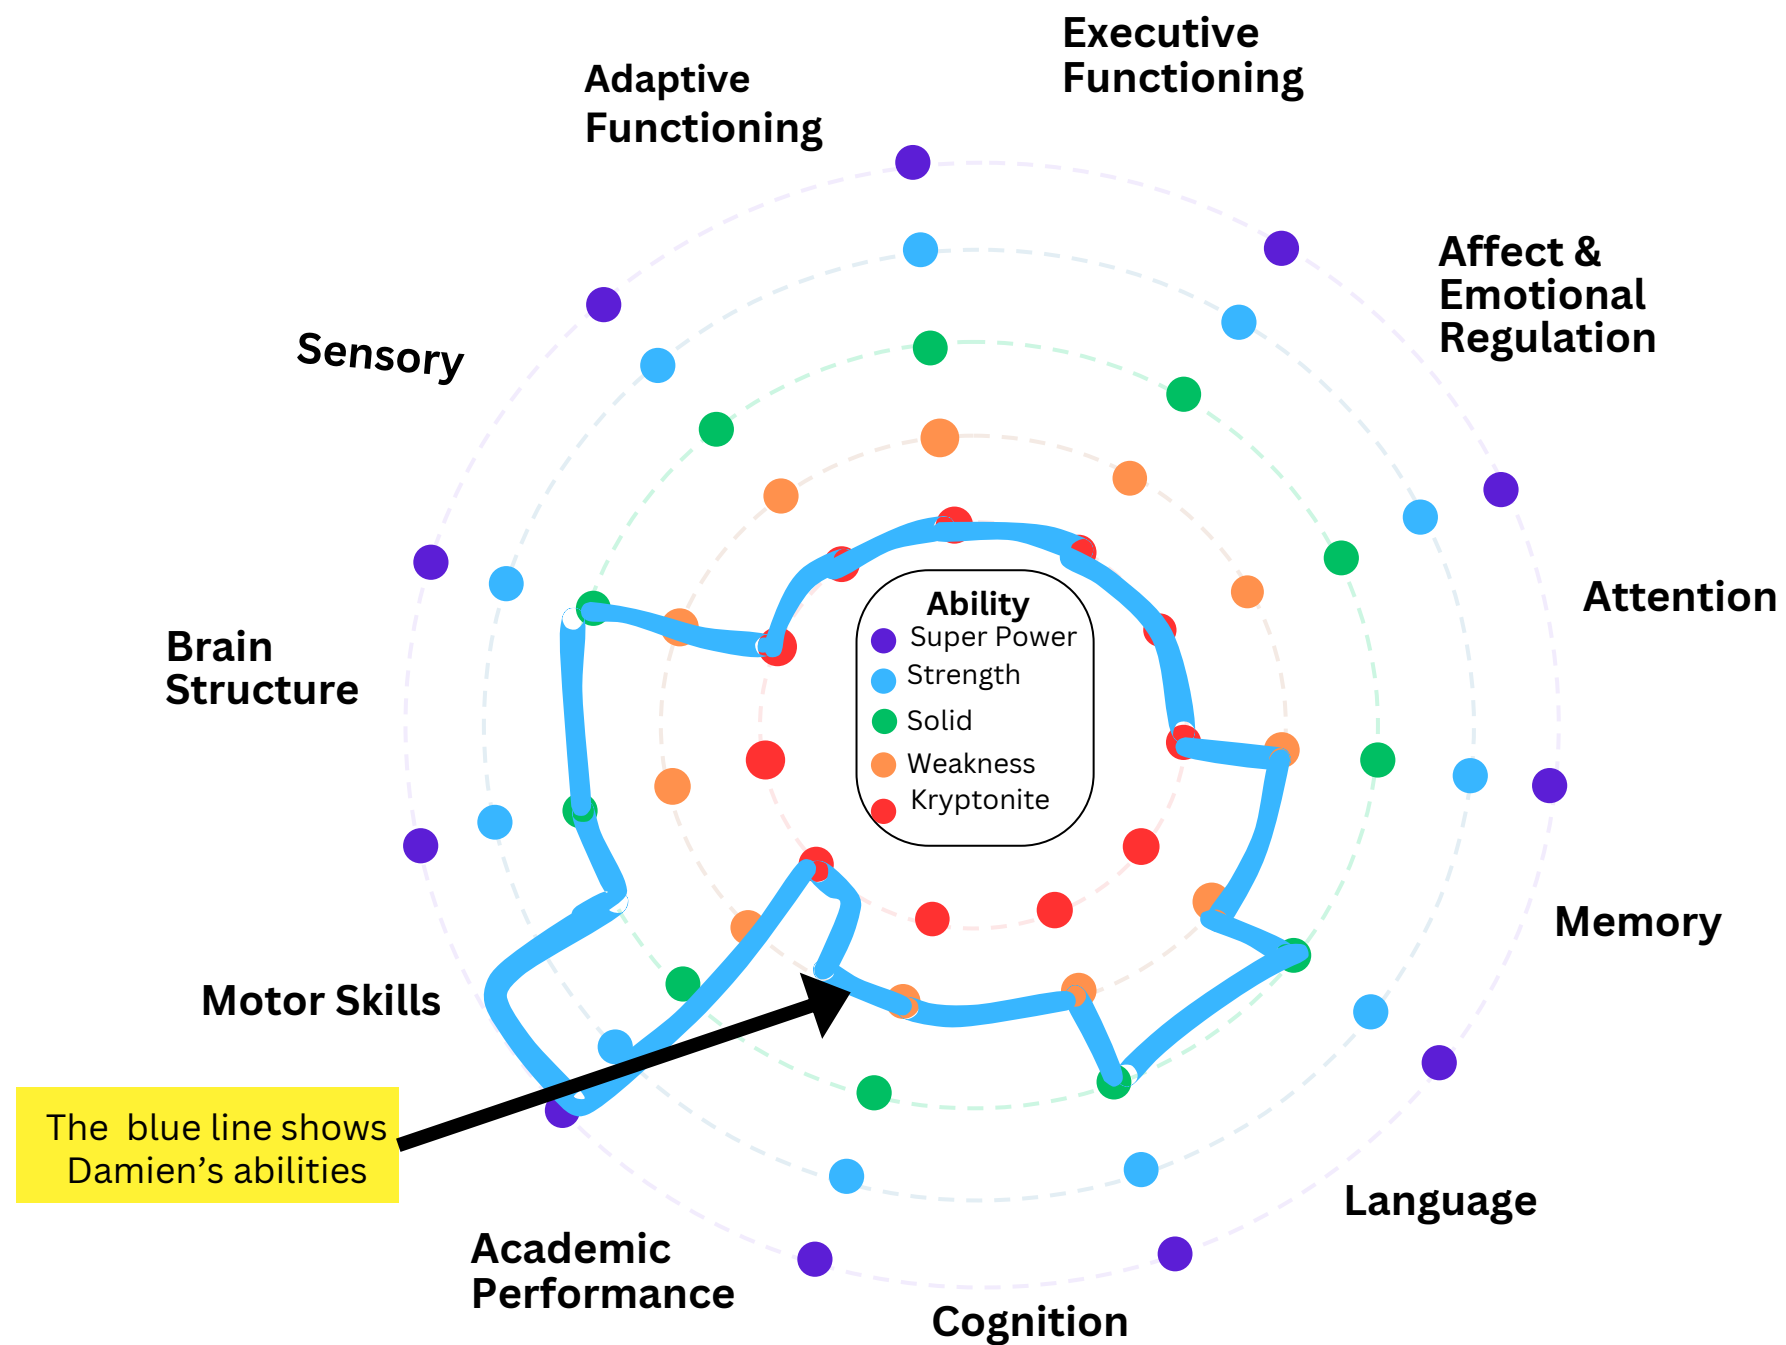 Executive
Functioning
Adaptive
Functioning
Affect &
Emotional
Regulation
Sensory
Attention
Ability
Super Power
Strength
Solid
Weakness
Kryptonite
Brain
Structure
Memory
Motor Skills
The  blue line shows
Damien’s abilities
Language
Academic
Performance
Cognition